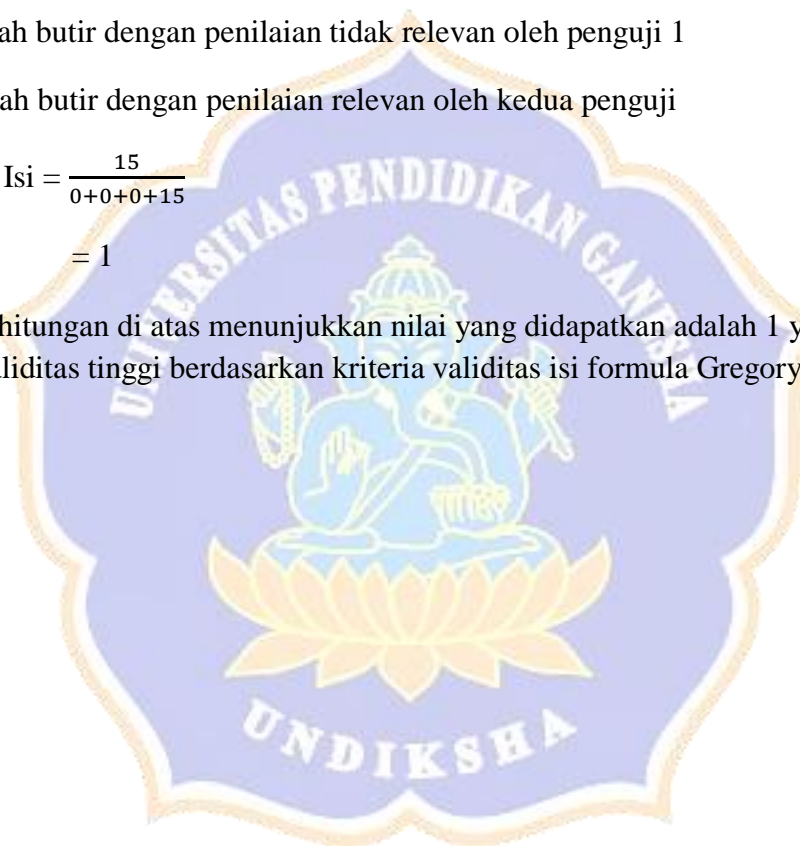 ah butir dengan penilaian tidak relevan oleh penguji 1
ah butir dengan penilaian relevan oleh kedua penguji
Isi = 15 / 0+0+0+15
= 1
hitungan di atas menunjukkan nilai yang didapatkan adalah 1 y
liditas tinggi berdasarkan kriteria validitas isi formula Gregory
UNIVERSITAS PENDIDIKAN GANESHA
UNDIKSHA